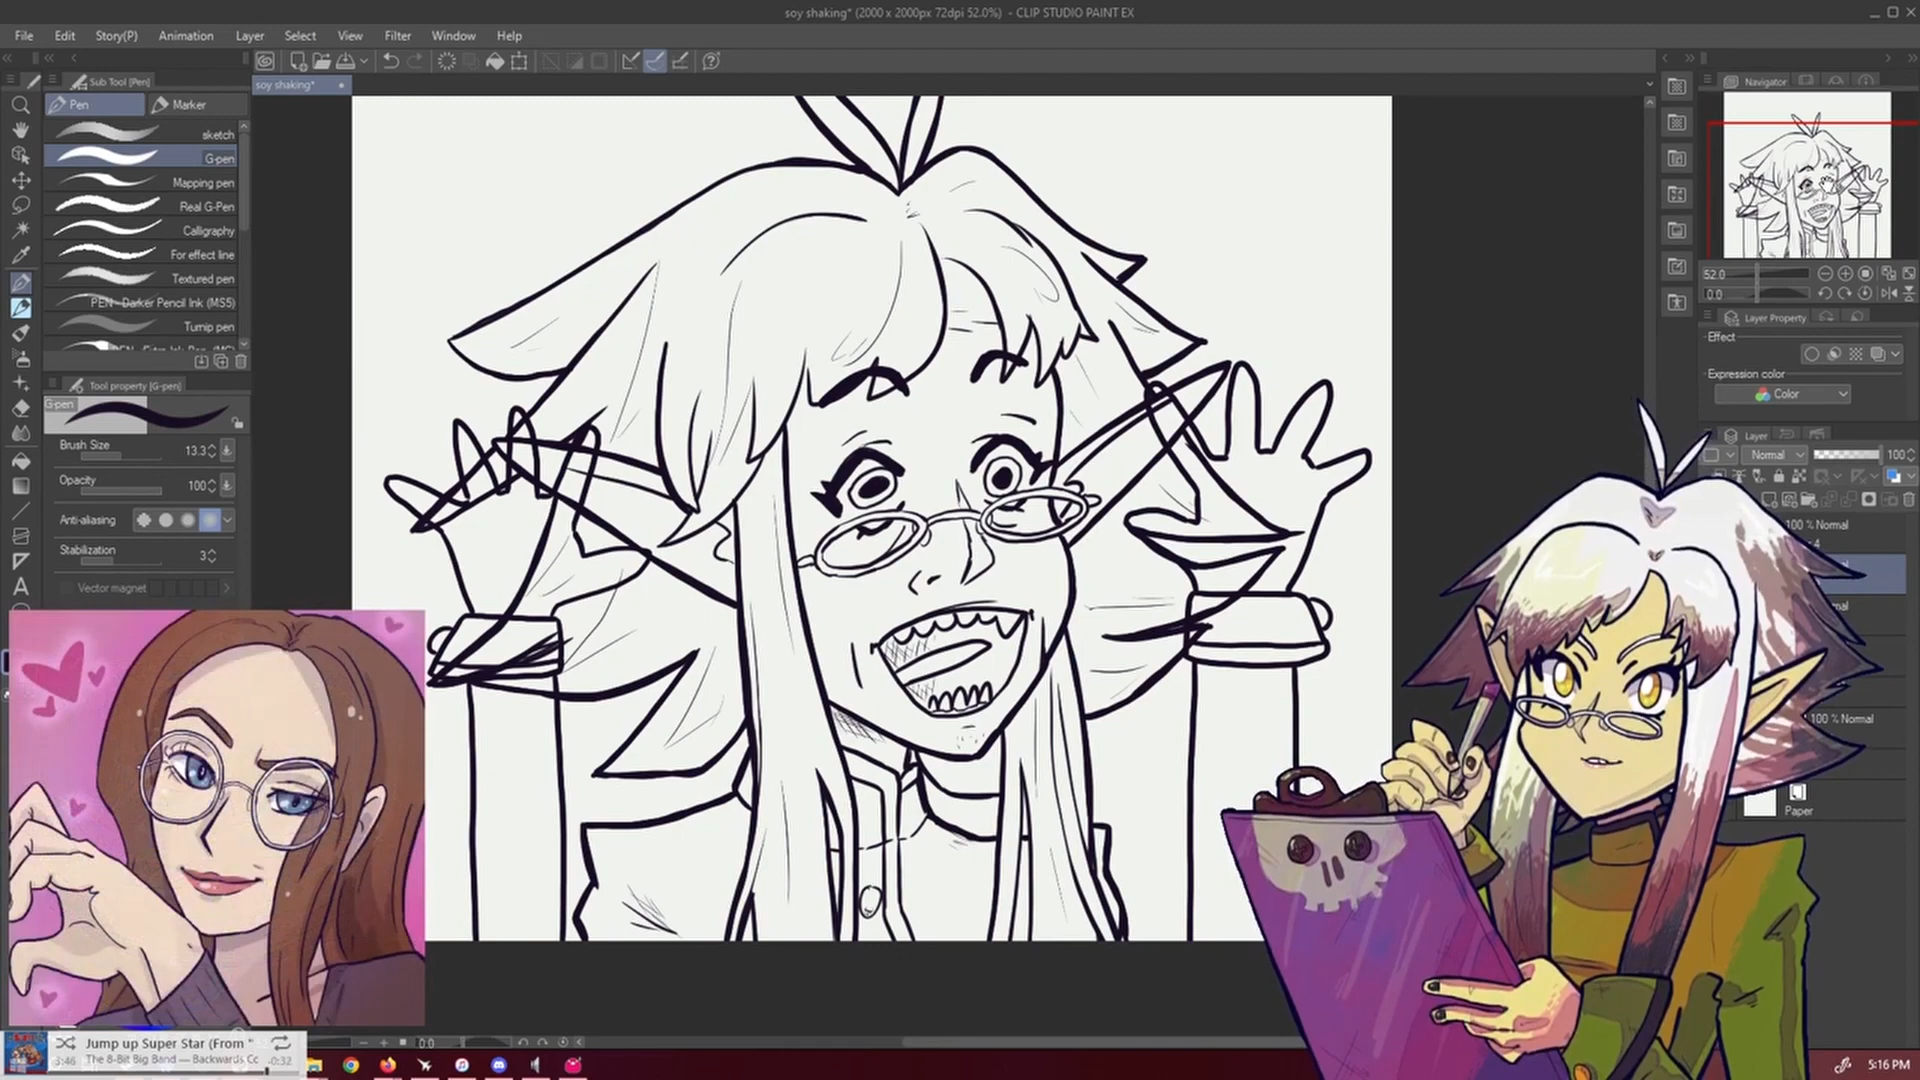 soy shaking* (2000 x 2000px 72dpi 52.0%) - CLIP STUDIO PAINT EX
File Edit Story(P) Animation Layer Select View Filter Window Help
Sub Tool [Pen]
soy shaking*
Navigator
Pen Marker
sketch
G-pen
Mapping pen
Real G-Pen
Calligraphy
For effect line
Textured pen
PEN - Darker Pencil Ink (MS5)
Turnip pen
Tool property [G-pen]
G-pen
Brush Size 13.3
Opacity 100
Anti-aliasing
Stabilization 3
Vector magnet
52.0
0.0
Layer Property
Effect
Expression color
Color
Layer
Normal 100
100 % Normal
100 % Normal
Paper
0.0
Jump up Super Star (From "
The 8-Bit Big Band — Backwards Cc
3:46 -0:32
5:16 PM